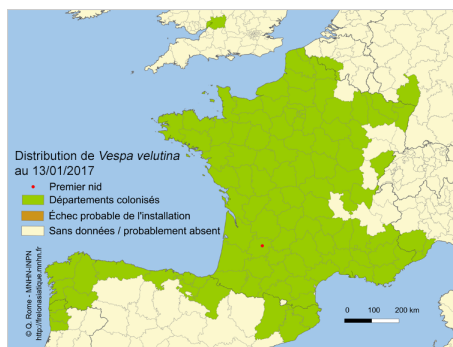 Distribution de Vespa velutina
au 13/01/2017
Premier nid
Départements colonisés
Échec probable de l'installation
Sans données / probablement absent
© Q. Rome - MNHN-INPN
http://frelonasiatique.mnhn.fr
0 100 200 km